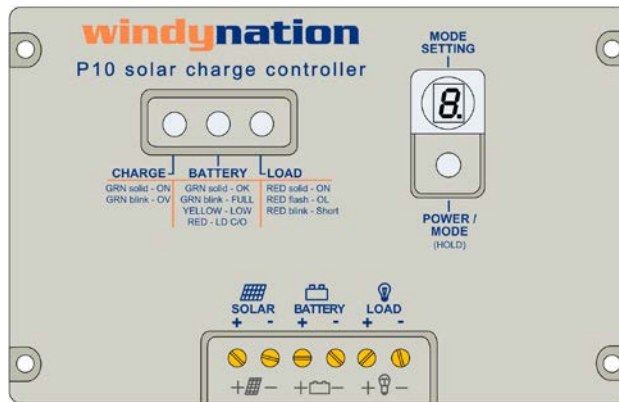 windynation
P10 solar charge controller
MODE
SETTING
8.
CHARGE
GRN solid - ON
GRN blink - OV
BATTERY
GRN solid - OK
GRN blink - FULL
YELLOW - LOW
RED - LD C/O
LOAD
RED solid - ON
RED flash - OL
RED blink - Short
POWER /
MODE
(HOLD)
SOLAR BATTERY LOAD
+ - + - + -
+ - + - + -